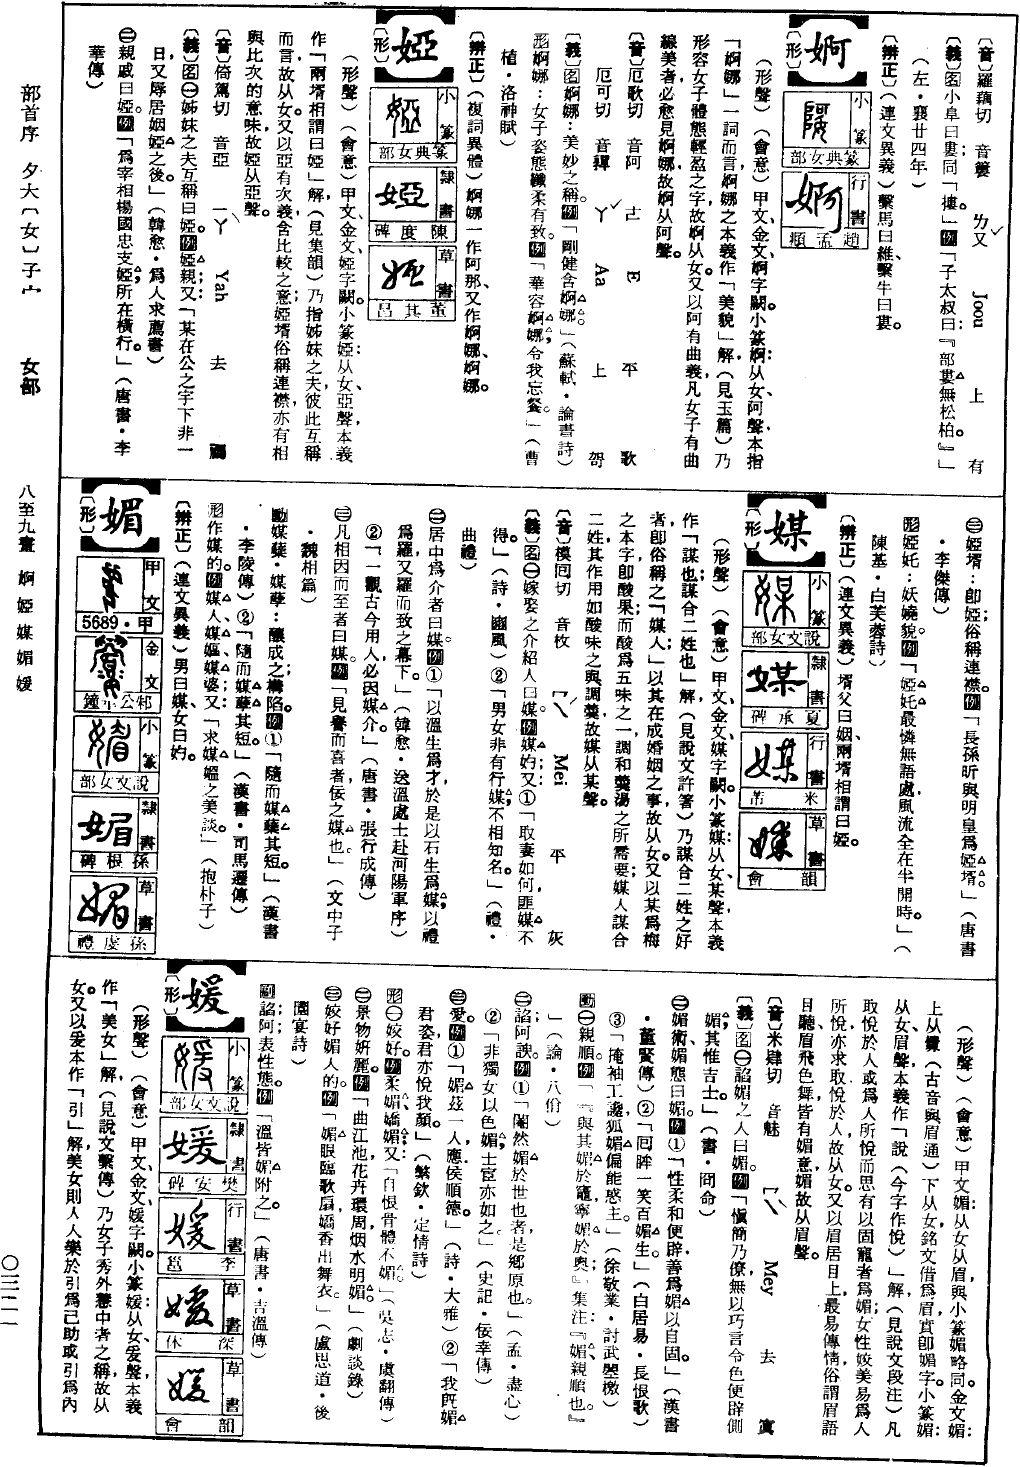 部首序 夕大〔女〕子宀 女部 八至九畫 婀婭媒媚媛 〇三二一
〔音〕羅藕切 音簍 ㄌ又 Joou 上 有
〔義〕名小阜曰婁;同「摟」例「子太叔曰:『部婁無松柏。』」
(左・襄廿四年)
〔辨正〕(連文異義)繫馬曰維,繫牛曰婁。
婀
〔形〕
小篆 篆典女部
行書 趙孟頫
(形聲)(會意)甲文、金文婀字闕。小篆婀:从女、阿聲,本指
「婀娜」一詞而言,婀娜之本義作「美貌」解(見玉篇)乃
形容女子體態輕盈之字,故婀从女。又以阿有曲義,凡女子有曲
線美者,必愈見婀娜,故婀从阿聲。
〔音〕厄歌切 音阿 ㄜ E 平 歌
厄可切 音嚲 ㄚ Aa 上 哿
〔義〕名婀娜:美妙之稱。例「剛健含婀娜。」(蘇軾・論書詩)
形婀娜:女子姿態纖柔有致。例「華容婀娜,令我忘餐。」(曹
植・洛神賦)
〔辨正〕(複詞異體)婀娜一作阿那、又作婀娜、婀娜。
婭
〔形〕
小篆 篆典女部
隸書 陳度碑
草書 董其昌
(形聲)(會意)甲文、金文婭字闕。小篆婭:从女、亞聲,本義
作「兩壻相謂曰婭」解(見集韻)乃指姊妹之夫彼此互稱
而言,故从女。又以亞有次義,含比較之意;婭壻俗稱連襟,亦有相
與比次的意味,故婭从亞聲。
〔音〕倚駕切 音亞 ㄧㄚ Yah 去 禡
〔義〕名㊀姊妹之夫互稱曰婭。例婭親;又「某在公之宇下非一
日,又辱居姻婭之後。」(韓愈・爲人求薦書)
㊁親戚曰婭。例「爲宰相楊國忠支婭,所在橫行。」(唐書・李
華傳)
㊂婭壻:卽婭,俗稱連襟。例「長孫昕與明皇爲婭壻。」(唐書
・李傑傳)
形婭奼:妖嬈貌。例「婭奼最憐無語處,風流全在半開時。」(
陳基・白芙蓉詩)
〔辨正〕(連文異義)壻父曰姻,兩壻相謂曰婭。
媒
〔形〕
小篆 說文女部
隸書 夏承碑
行書 米芾
草書 韻會
(形聲)(會意)甲文、金文媒字闕。小篆媒:从女、某聲,本義
作「謀也;謀合二姓也」解(見說文許箸)乃謀合二姓之好
者,卽俗稱之「媒人」;以其在成婚姻之事,故从女。又以某爲梅
之本字,卽酸果;而酸爲五味之一,調和羹湯之所需要;媒人謀合
二姓,其作用如酸味之與調羹,故媒从某聲。
〔音〕模回切 音枚 ㄇㄟ Mei 平 灰
〔義〕名㊀嫁娶之介紹人曰媒。例媒妁;又①「取妻如何,匪媒不
得。」(詩・豳風)②「男女非有行媒,不相知名。」(禮・
曲禮)
㊁居中爲介者曰媒。例①「以溫生爲才,於是以石生爲媒,以禮
爲羅,又羅而致之幕下。」(韓愈・送溫處士赴河陽軍序)
②「一觀古今用人,必因媒介」(唐書・張行成傳)
㊂凡相因而至者曰媒。例「見譽而喜者,佞之媒也。」(文中子
・魏相篇)
動媒糵・媒孽:釀成之;構陷。例①「隨而媒糵其短。」(漢書
・李陵傳)②「隨而媒孽其短。」(漢書・司馬遷傳)
形作媒的。例媒人、媒嫗、媒婆;又「求媒媼之美談。」(抱朴子)
〔辨正〕(連文異義)男曰媒,女曰妁。
媚
〔形〕
甲文 甲・5689
金文 邾公華鐘
小篆 說文女部
隸書 孫根碑
草書 孫虔禮
(形聲)(會意)甲文媚:从女从眉,與小篆媚略同。金文媚:
上从釁(古音與眉通)下从女,銘文借爲眉,實卽媚字。小篆媚:
从女、眉聲,本義作「說(今字作悅)」解(見說文段注)凡
取悅於人或爲人所悅而思有以固寵者爲媚;女性姣美,易爲人
所悅,亦求取悅於人,故从女。又以眉居目上,最易傳情,俗謂眉語
目聽,眉飛色舞,皆有媚意,媚故从眉聲。
〔音〕米肄切 音魅 ㄇㄟ Mey 去 寘
〔義〕名㊀諂媚之人曰媚。例「愼簡乃僚,無以巧言令色便辟側
媚,其惟吉士。」(書・冏命)
㊁媚術、媚態曰媚。例①「性柔和便辟,善爲媚以自固。」(漢書
・董賢傳)②「回眸一笑百媚生。」(白居易・長恨歌)
③「掩袖工讒,狐媚偏能惑主。」(徐敬業・討武曌檄)
動㊀親順。例「『與其媚於奧,寧媚於竈。』集注『媚,親順也。』
」(論・八佾)
㊁諂阿諛。例①「閹然媚於世也者,是鄉原也。」(孟・盡心)
②「非獨女以色媚,士宦亦如之。」(史記・佞幸傳)
㊂愛。例①「媚茲一人,應侯順德。」(詩・大雅)②「我旣媚
君姿,君亦悅我顏」(繁欽・定情詩)
形㊀姣好。例柔媚、嬌媚;又「自恨骨體不媚」(吳志・虞翻傳)
㊁景物姸麗。例「曲江池花卉環周,烟水明媚。」(劇談錄)
㊂姣好媚人的。例「媚眼臨歌扇,嬌香出舞衣。」(盧思道・後
園宴詩)
副諂阿;表性態。例「溫皆媚附之。」(唐書・吉溫傳)
媛
〔形〕
小篆 說文女部
隸書 樊安碑
行書 李邕
草書 深休
草書 韻會
(形聲)(會意)甲文、金文媛字闕。小篆媛:从女、爰聲,本義
作「美女」解(見說文繫傳)乃女子秀外慧中者之稱,故从
女。又以爰本作「引」解,美女則人人樂於引爲己助或引爲內